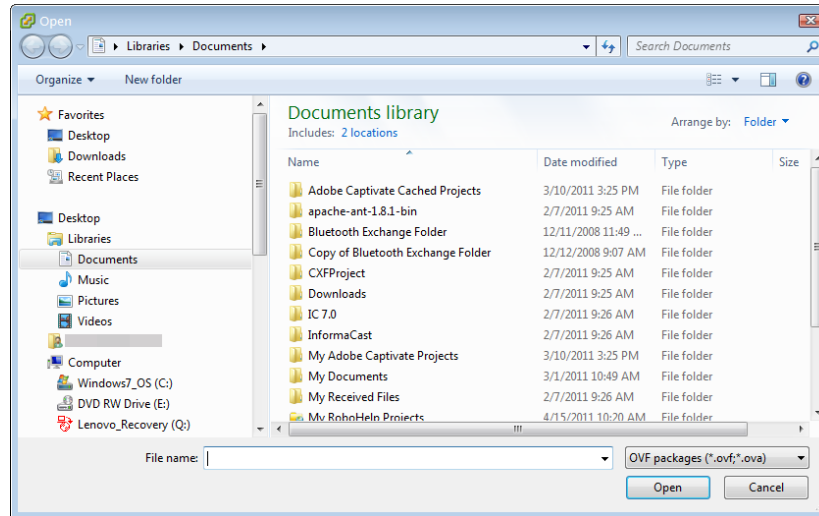 Open
Libraries Documents Search Documents
Organize New folder
Favorites
Desktop
Downloads
Recent Places
Desktop
Libraries
Documents
Music
Pictures
Videos
Computer
Windows7_OS (C:)
DVD RW Drive (E:)
Lenovo_Recovery (Q:)
Documents library
Includes: 2 locations
Arrange by: Folder
Name Date modified Type Size
Adobe Captivate Cached Projects 3/10/2011 3:25 PM File folder
apache-ant-1.8.1-bin 2/7/2011 9:25 AM File folder
Bluetooth Exchange Folder 12/11/2008 11:49 ... File folder
Copy of Bluetooth Exchange Folder 12/12/2008 9:07 AM File folder
CXFProject 2/7/2011 9:25 AM File folder
Downloads 2/7/2011 9:25 AM File folder
IC 7.0 2/7/2011 9:26 AM File folder
InformaCast 2/7/2011 9:26 AM File folder
My Adobe Captivate Projects 3/10/2011 3:25 PM File folder
My Documents 3/1/2011 10:49 AM File folder
My Received Files 2/7/2011 9:26 AM File folder
My RoboHelp Projects 4/15/2011 10:20 AM File folder
File name: OVF packages (*.ovf;*.ova)
Open Cancel